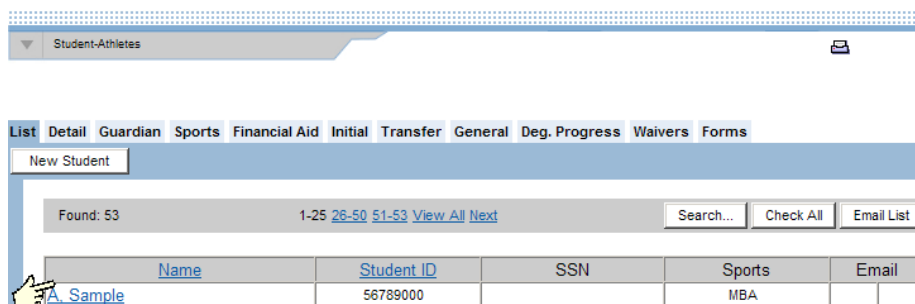 Student-Athletes
List Detail Guardian Sports Financial Aid Initial Transfer General Deg. Progress Waivers Forms
New Student
Found: 53 1-25 26-50 51-53 View All Next Search... Check All Email List
Name Student ID SSN Sports Email
A. Sample 56789000 MBA